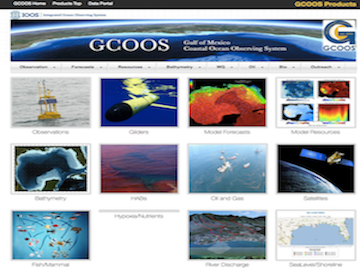 GCOOS Home Products Top Data Portal GCOOS Products
IOOS Integrated Ocean Observing System
GCOOS Gulf of Mexico
Coastal Ocean Observing System
GCOOS
Observation Forecasts Resources Bathymetry WQ Oil Bio Outreach
Observations Gliders Model Forecasts Model Resources
Bathymetry HABs Oil and Gas Satellites
Hypoxia/Nutrients
Fish/Mammal River Discharge SeaLevel/Shoreline